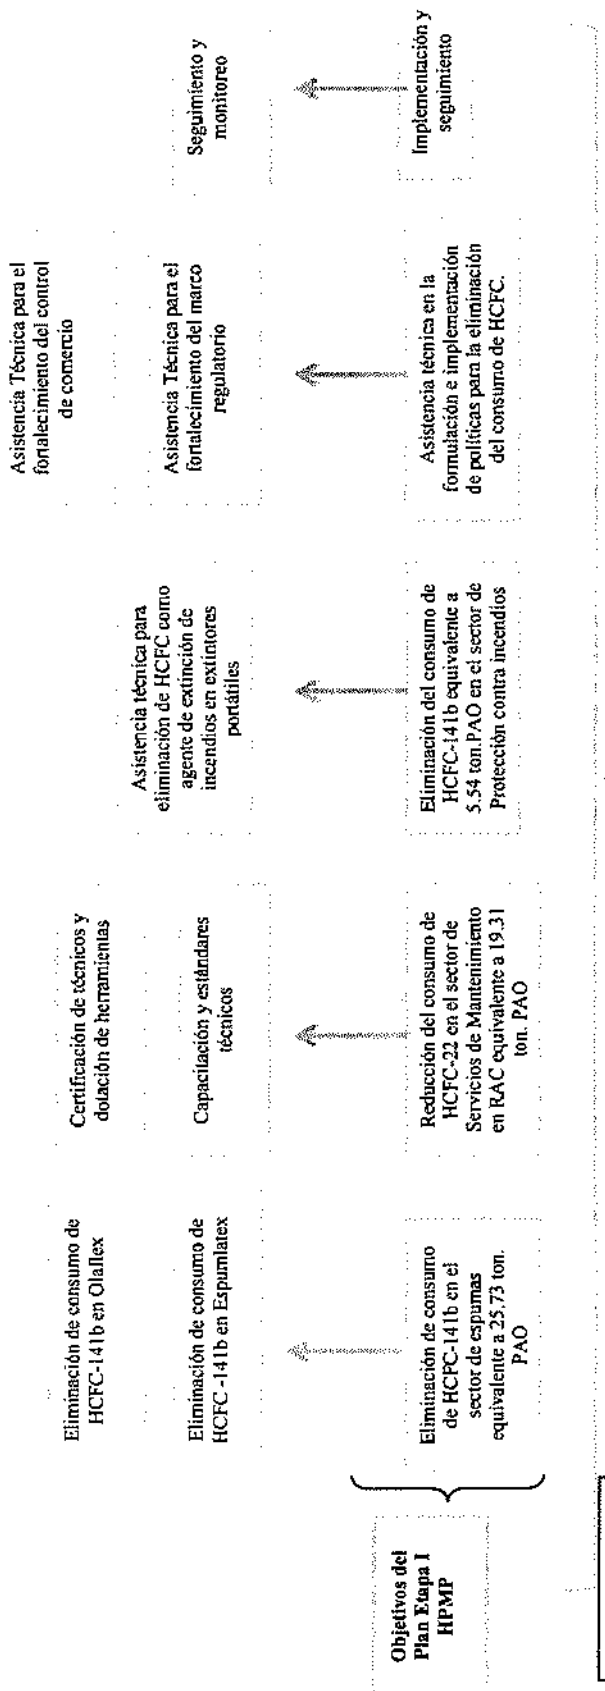 Eliminación de consumo de
HCFC-141b en Olaflex
Certificación de técnicos y
dotación de herramientas
Asistencia Técnica para el
fortalecimiento del control
de comercio
Eliminación de consumo de
HCFC -141b en Espumlatex
Capacitación y estándares
técnicos
Asistencia técnica para
eliminación de HCFC como
agente de extinción de
incendios en extintores
portátiles
Asistencia Técnica para el
fortalecimiento del marco
regulatorio
Seguimiento y
monitoreo
Objetivos del
Plan Etapa I
HPMP
Eliminación de consumo
de HCFC-141b en el
sector de espumas
equivalente a 25.73 ton.
PAO
Reducción del consumo de
HCFC-22 en el sector de
Servicios de Mantenimiento
en RAC equivalente a 19.31
ton. PAO
Eliminación del consumo de
HCFC-141b equivalente a
5.54 ton.PAO en el sector de
Protección contra incendios
Asistencia técnica en la
formulación e implementación
de políticas para la eliminación
del consumo de HCFC.
Implementación y
seguimiento